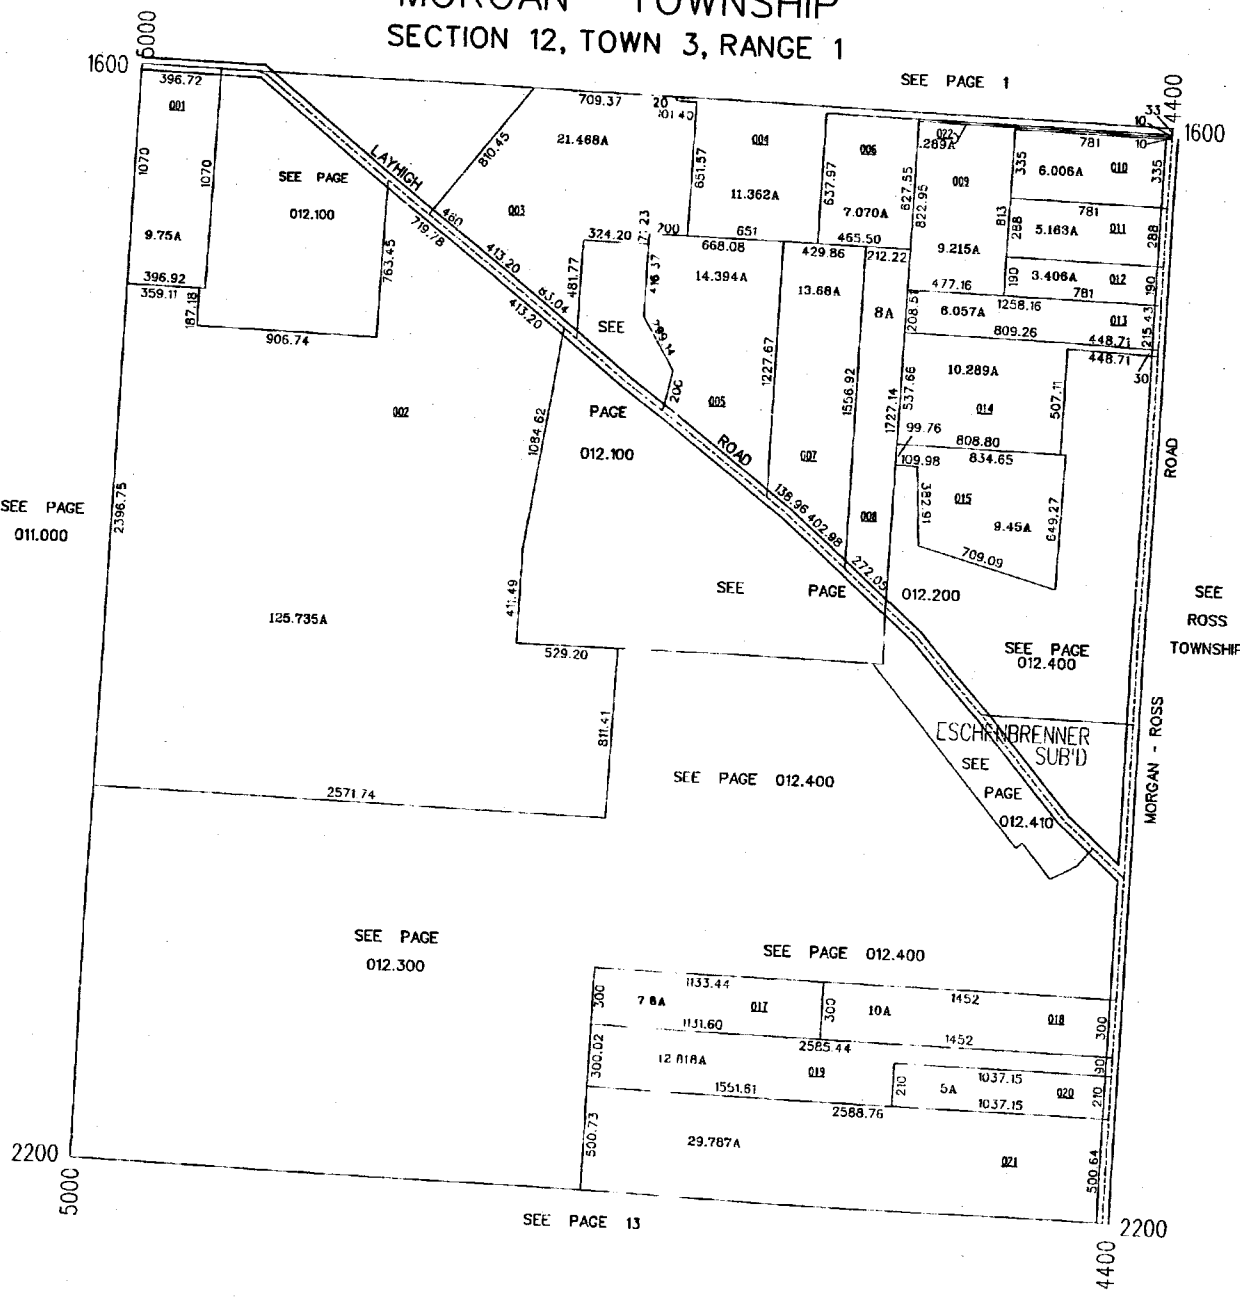 MORGAN TOWNSHIP
SECTION 12, TOWN 3, RANGE 1
SEE PAGE 1
1600
5000
4400
1600
396.72
001
1070
1070
9.75A
396.92
359.11
187.18
906.74
SEE PAGE
012.100
763.45
LAYHIGH
719.78
460
810.45
709.37
20
21.468A
003
413.20
413.20
83.04
324.20
481.77
200
651.57
004
11.362A
651
668.08
637.97
006
7.070A
465.50
429.86
212.22
627.55
822.95
022
.289A
009
9.215A
477.16
813
33
10
10
781
335
6.006A
010
335
781
288
5.163A
011
288
190
3.406A
012
190
781
1258.16
6.057A
013
208.51
809.26
215.43
448.71
448.71
30
14.394A
13.68A
8A
SEE
PAGE
012.100
200
005
1227.67
007
1556.92
008
1727.14
537.66
10.289A
014
507.11
99.76
808.80
109.98
834.65
382.91
015
9.45A
649.27
709.09
ROAD
138.96
402.98
272.05
002
1084.62
411.49
2396.75
SEE PAGE
011.000
125.735A
529.20
811.41
2571.74
SEE PAGE 012.200
SEE PAGE
012.400
SEE
ROSS
TOWNSHIP
ROAD
MORGAN - ROSS
ESCHENBRENNER
SUB'D
SEE
PAGE
012.410
SEE PAGE 012.400
SEE PAGE
012.300
SEE PAGE 012.400
1133.44
300
7 8A
017
300
1131.60
1452
10A
018
300
1452
2585.44
300.02
12 818A
019
1551.61
210
1037.15
5A
020
1037.15
90
210
2588.76
500.73
29.787A
021
500.64
2200
5000
SEE PAGE 13
2200
4400